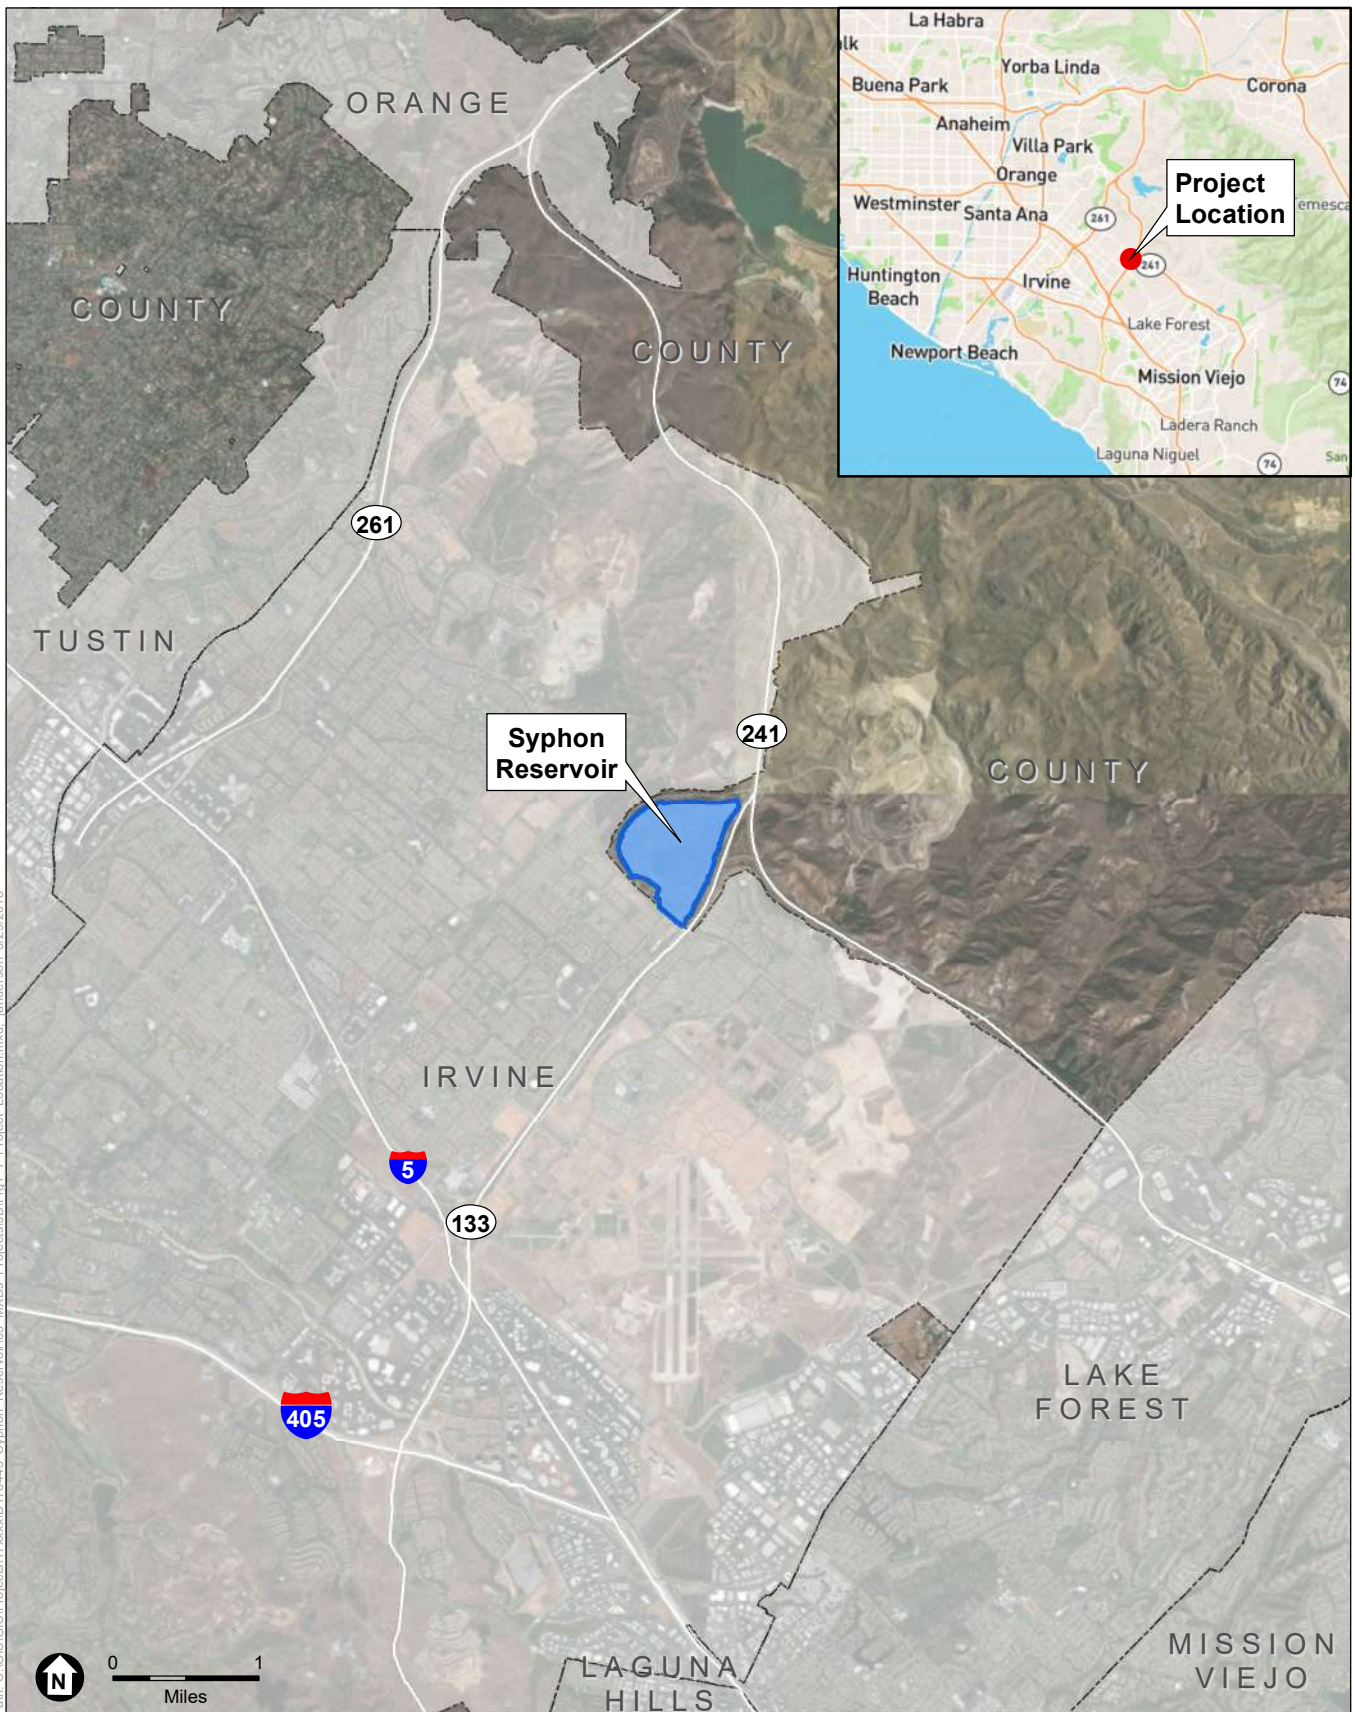 ORANGE
COUNTY
COUNTY
261
TUSTIN
Syphon
Reservoir
241
COUNTY
IRVINE
5
133
405
LAKE
FOREST
LAGUNA
HILLS
MISSION
VIEJO
N
0 1
Miles
La Habra
Yorba Linda
Buena Park
Corona
Anaheim
Villa Park
Orange
Project
Location
Westminster
Santa Ana
261
241
Huntington
Beach
Irvine
Lake Forest
Newport Beach
Mission Viejo
74
Ladera Ranch
Laguna Niguel
74
San